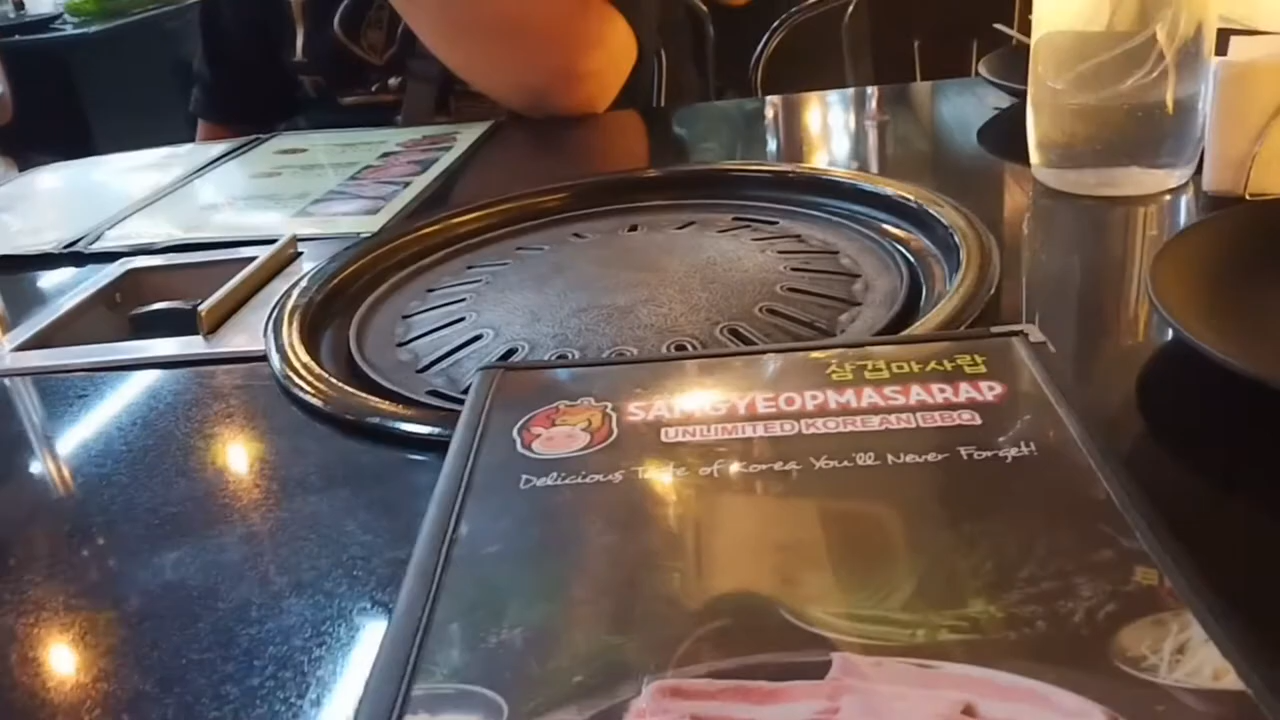 삼겹마사랍
SAMGYEOPMASARAP
UNLIMITED KOREAN BBQ
Delicious Taste of Korea You'll Never Forget!